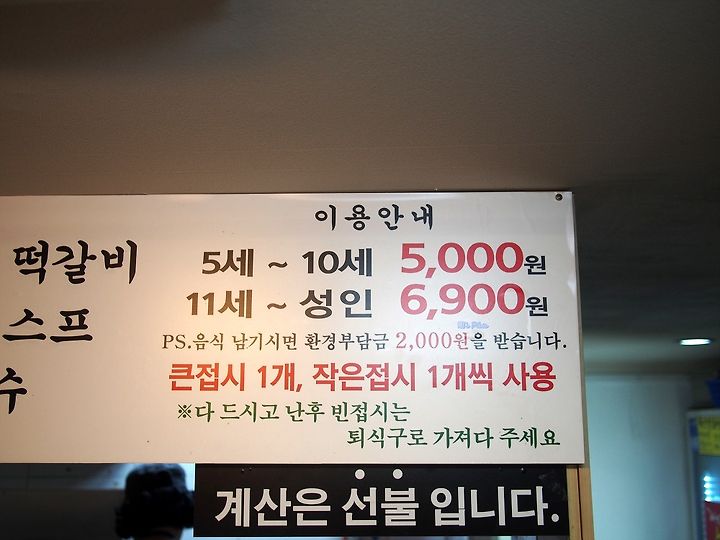 이용안내
떡갈비
5세 ~ 10세 5,000원
스프
11세 ~ 성인 6,900원
PS.음식 남기시면 환경부담금 2,000원을 받습니다.
수
큰접시 1개, 작은접시 1개씩 사용
※다 드시고 난후 빈접시는
퇴식구로 가져다 주세요
계산은 선불 입니다.